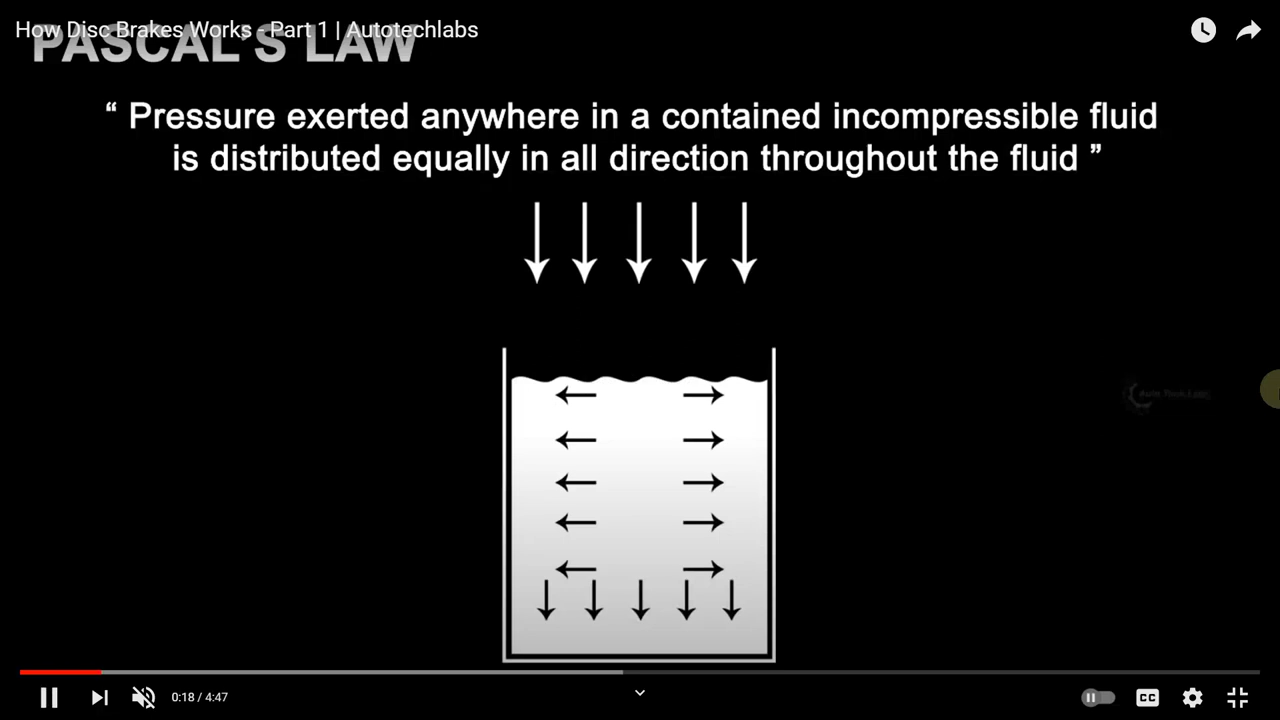 How Disc Brakes Works - Part 1 | Autotechlabs
PASCAL'S LAW
“ Pressure exerted anywhere in a contained incompressible fluid
is distributed equally in all direction throughout the fluid ”
0:18 / 4:47
CC